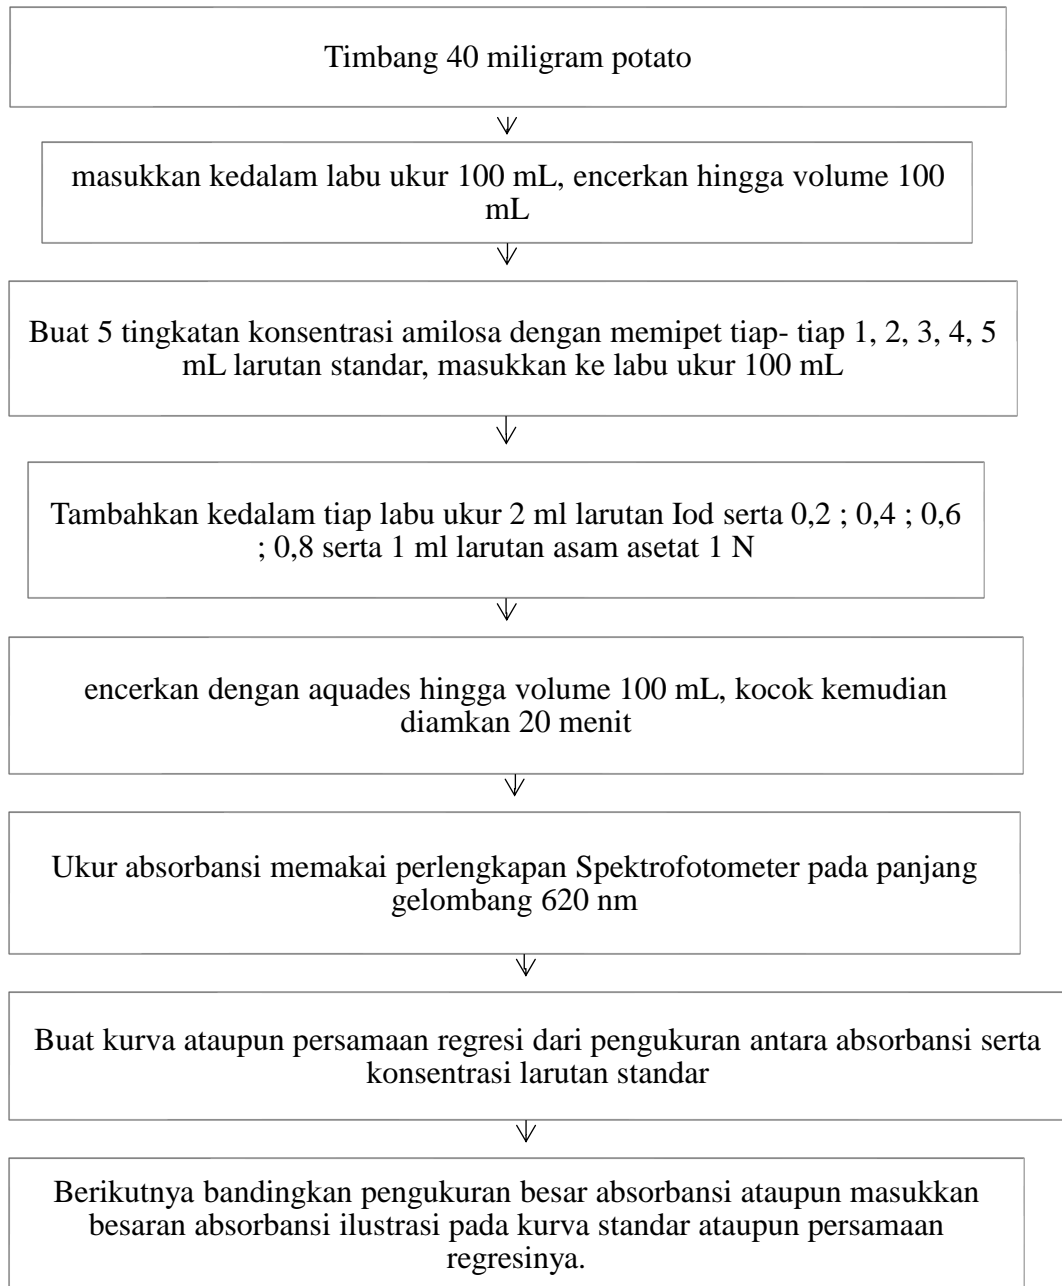 Timbang 40 miligram potato
masukkan kedalam labu ukur 100 mL, encerkan hingga volume 100
mL
Buat 5 tingkatan konsentrasi amilosa dengan memipet tiap- tiap 1, 2, 3, 4, 5
mL larutan standar, masukkan ke labu ukur 100 mL
Tambahkan kedalam tiap labu ukur 2 ml larutan Iod serta 0,2 ; 0,4 ; 0,6
; 0,8 serta 1 ml larutan asam asetat 1 N
encerkan dengan aquades hingga volume 100 mL, kocok kemudian
diamkan 20 menit
Ukur absorbansi memakai perlengkapan Spektrofotometer pada panjang
gelombang 620 nm
Buat kurva ataupun persamaan regresi dari pengukuran antara absorbansi serta
konsentrasi larutan standar
Berikutnya bandingkan pengukuran besar absorbansi ataupun masukkan
besaran absorbansi ilustrasi pada kurva standar ataupun persamaan
regresinya.